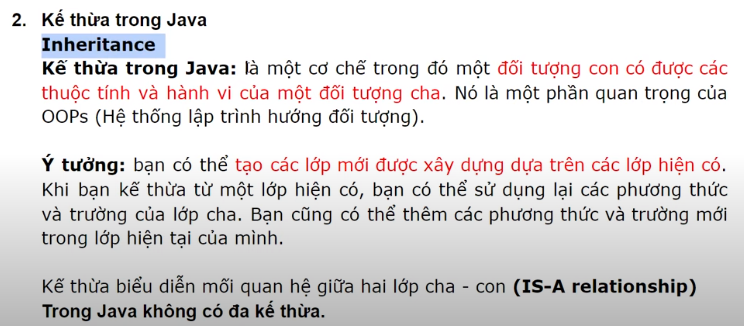 2. Kế thừa trong Java
Inheritance
Kế thừa trong Java: là một cơ chế trong đó một đối tượng con có được các
thuộc tính và hành vi của một đối tượng cha. Nó là một phần quan trọng của
OOPs (Hệ thống lập trình hướng đối tượng).
Ý tưởng: bạn có thể tạo các lớp mới được xây dựng dựa trên các lớp hiện có.
Khi bạn kế thừa từ một lớp hiện có, bạn có thể sử dụng lại các phương thức
và trường của lớp cha. Bạn cũng có thể thêm các phương thức và trường mới
trong lớp hiện tại của mình.
Kế thừa biểu diễn mối quan hệ giữa hai lớp cha - con (IS-A relationship)
Trong Java không có đa kế thừa.